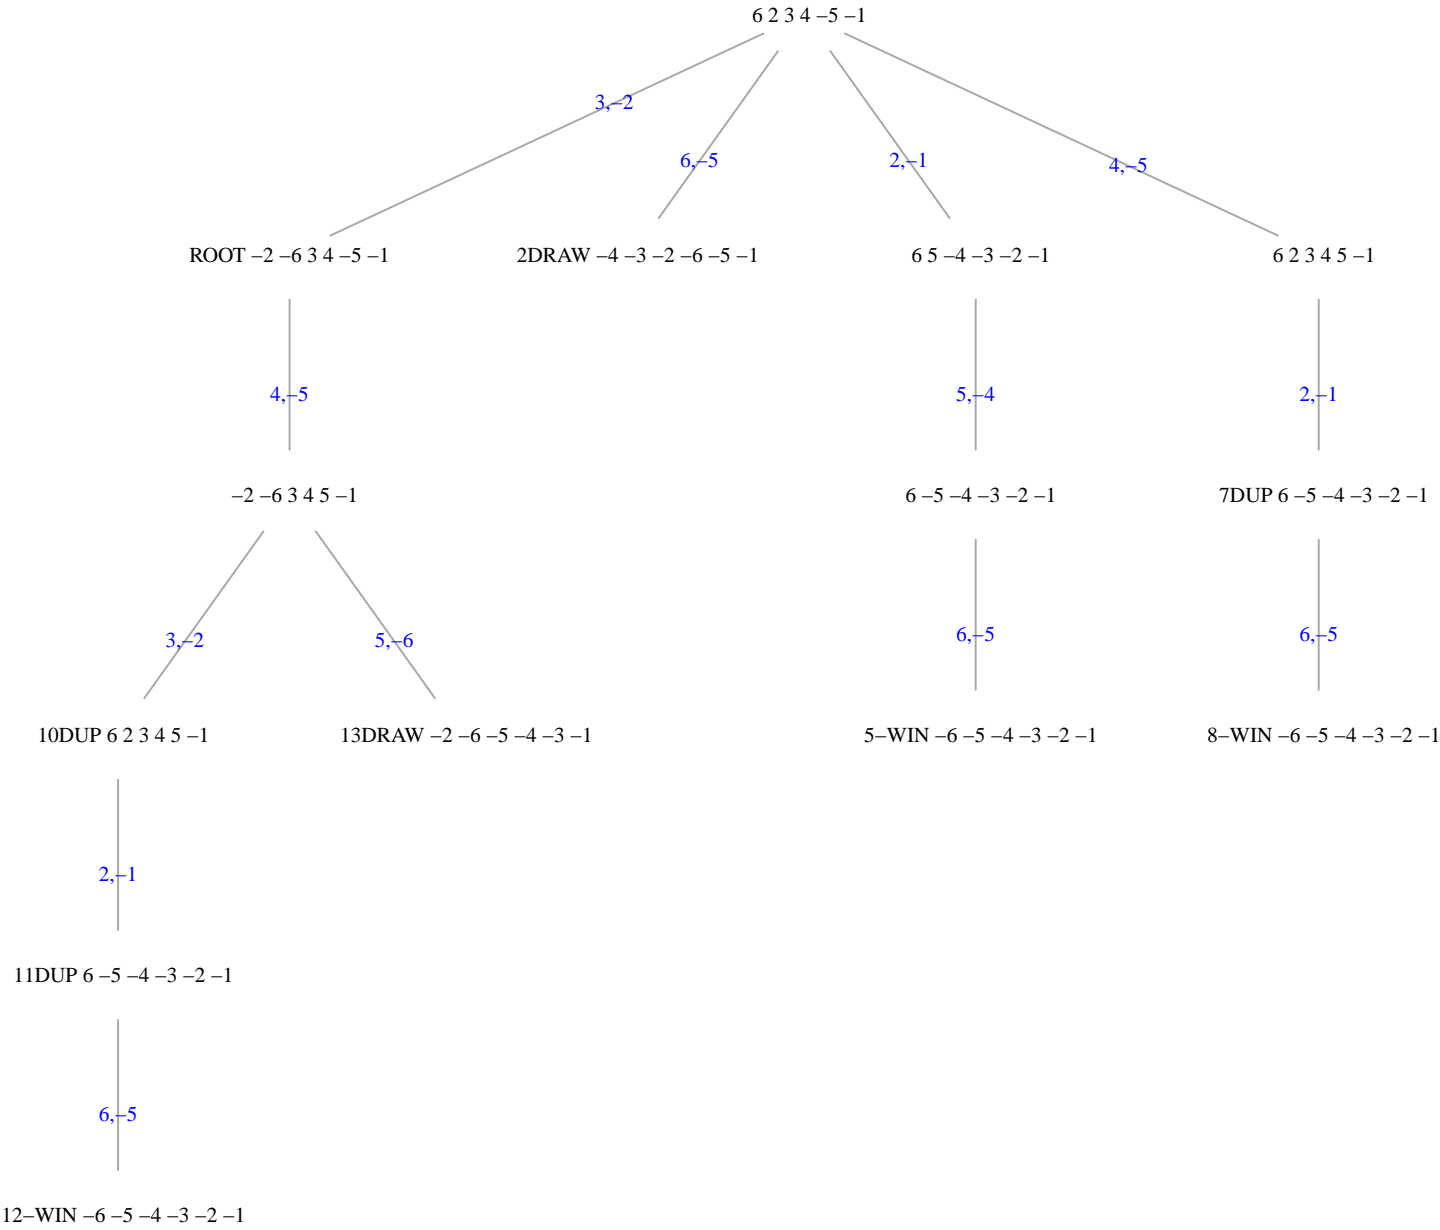 6 2 3 4 –5 –1
3,–2
6,–5
2,–1
4,–5
ROOT –2 –6 3 4 –5 –1
2DRAW –4 –3 –2 –6 –5 –1
6 5 –4 –3 –2 –1
6 2 3 4 5 –1
4,–5
5,–4
2,–1
–2 –6 3 4 5 –1
6 –5 –4 –3 –2 –1
7DUP 6 –5 –4 –3 –2 –1
3,–2
5,–6
6,–5
6,–5
10DUP 6 2 3 4 5 –1
13DRAW –2 –6 –5 –4 –3 –1
5–WIN –6 –5 –4 –3 –2 –1
8–WIN –6 –5 –4 –3 –2 –1
2,–1
11DUP 6 –5 –4 –3 –2 –1
6,–5
12–WIN –6 –5 –4 –3 –2 –1